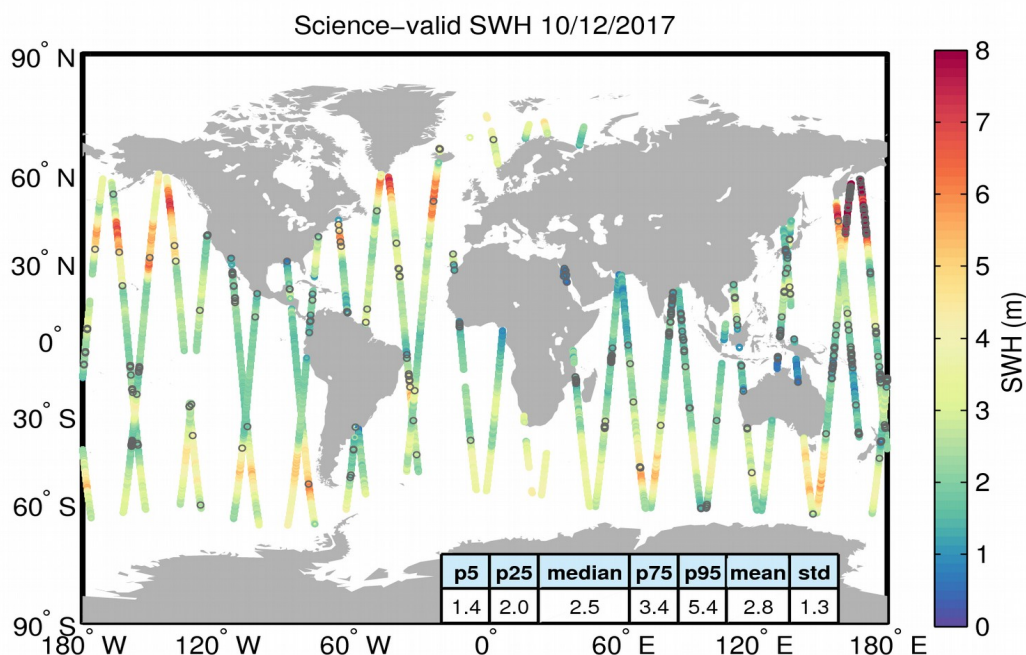 Science−valid SWH 10/12/2017
90° N
60° N
30° N
0°
30° S
60° S
90° S
180° W
120° W
60° W
0°
60° E
120° E
180° E
8
7
6
5
4
3
2
1
0
SWH (m)
p5 p25 median p75 p95 mean std
1.4 2.0 2.5 3.4 5.4 2.8 1.3